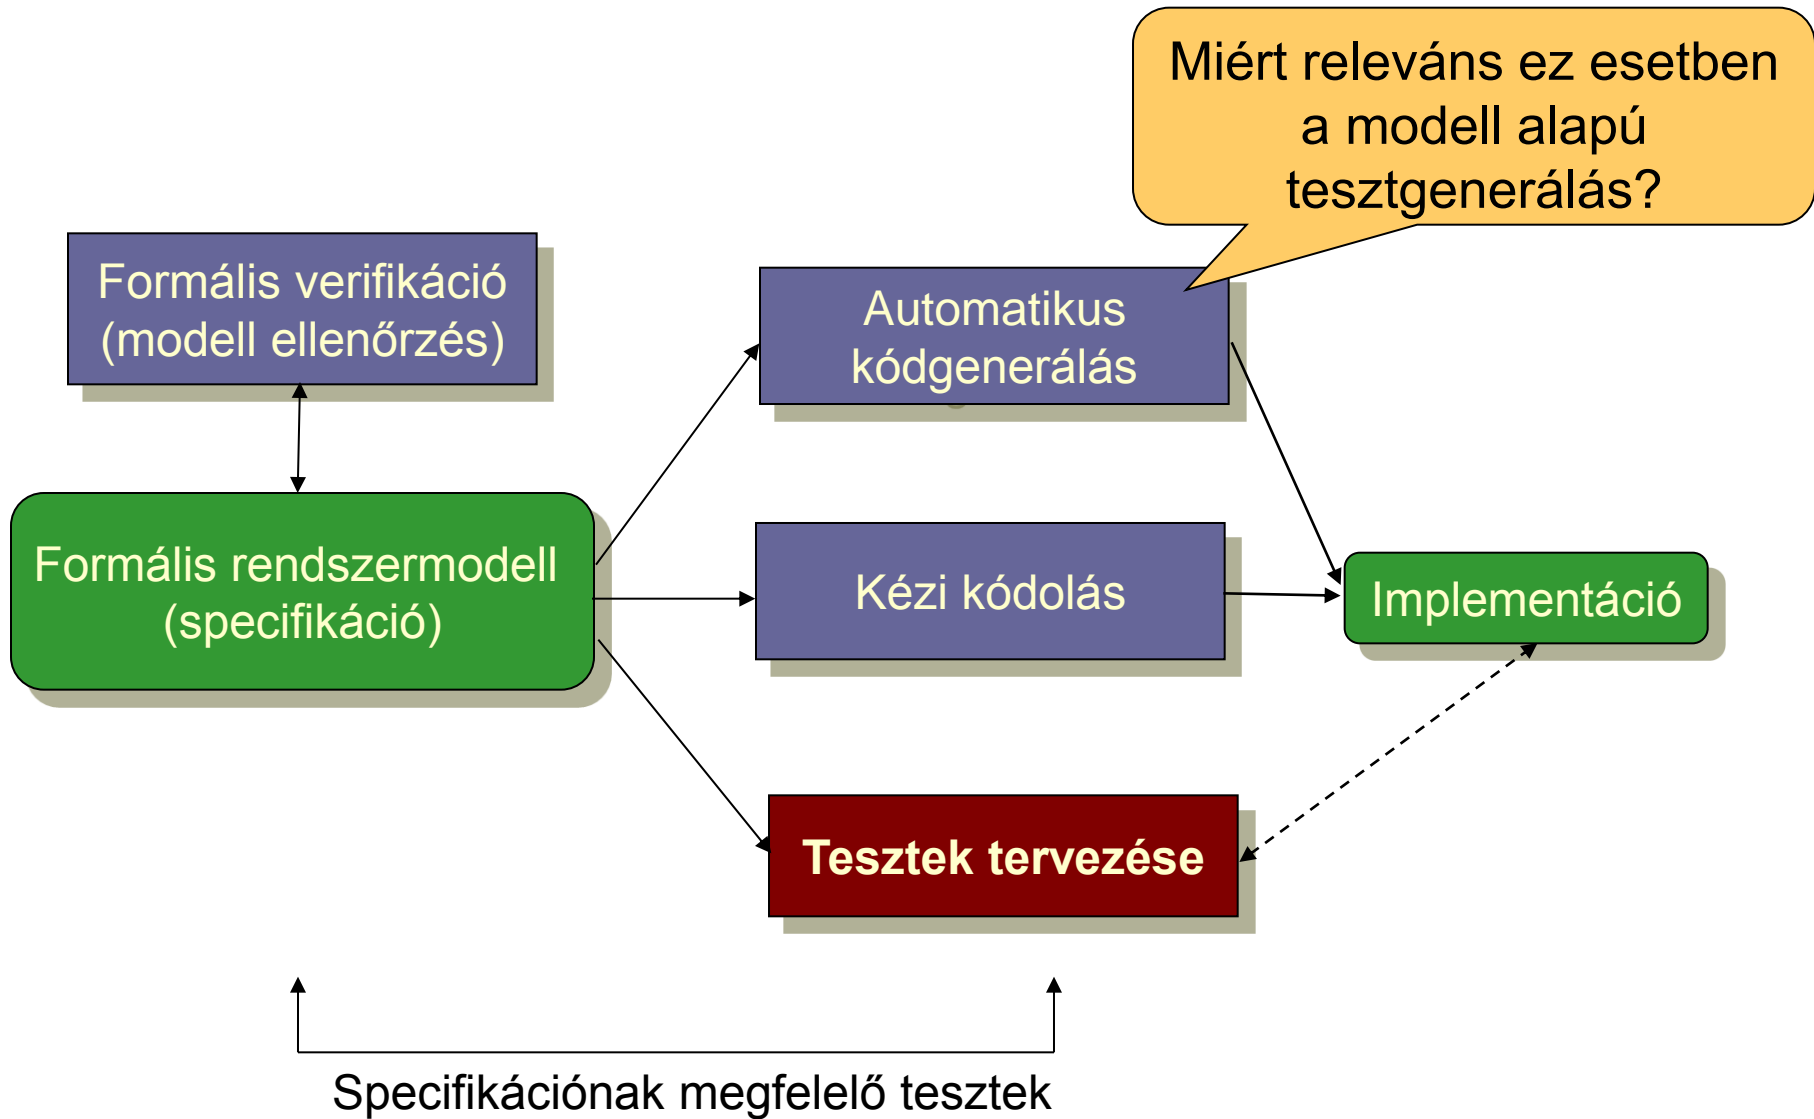 Miért releváns ez esetben
a modell alapú
tesztgenerálás?
Formális verifikáció
(modell ellenőrzés)
Automatikus
kódgenerálás
Formális rendszermodell
(specifikáció)
Kézi kódolás
Implementáció
Tesztek tervezése
Specifikációnak megfelelő tesztek